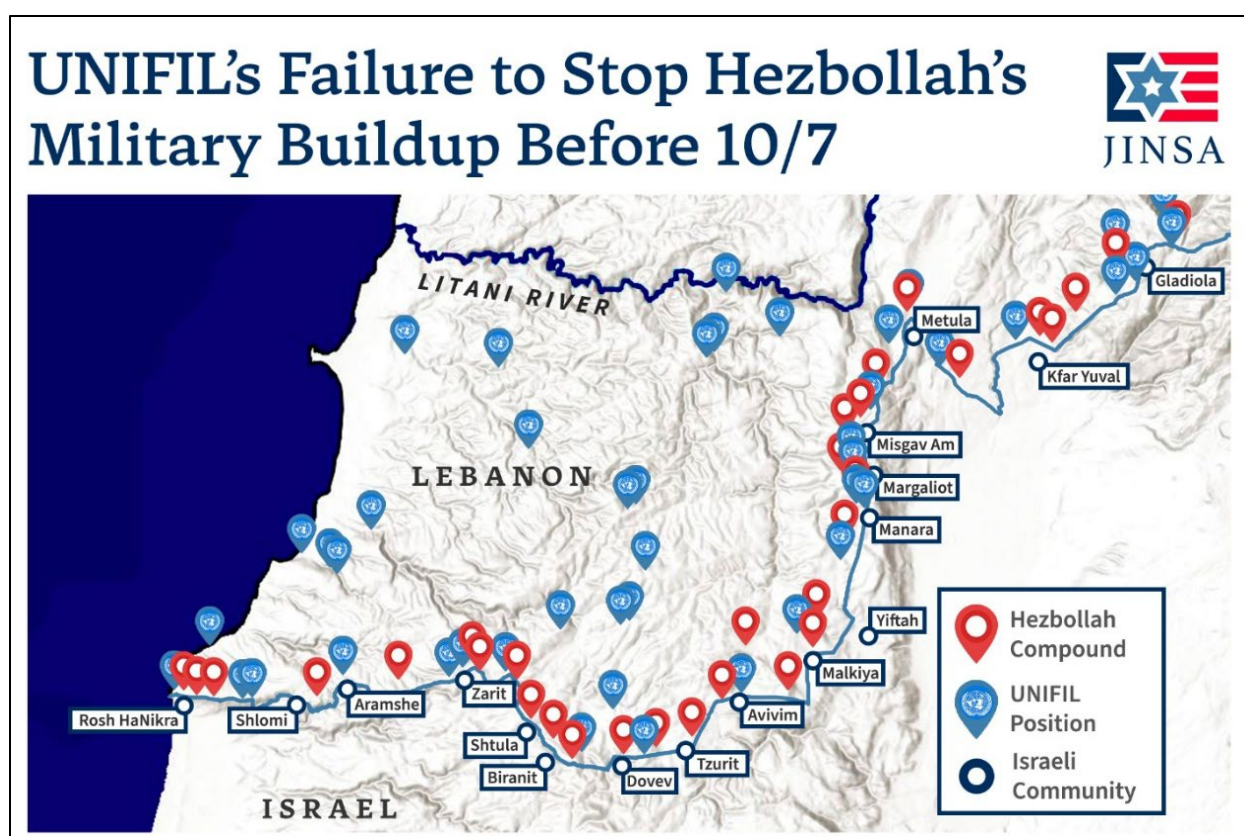 UNIFIL’s Failure to Stop Hezbollah’s
Military Buildup Before 10/7
JINSA
LITANI RIVER
Gladiola
Metula
Kfar Yuval
Misgav Am
LEBANON
Margaliot
Manara
Hezbollah
Compound
UNIFIL
Position
Israeli
Community
Yiftah
Malkiya
Aramshe
Zarit
Avivim
Rosh HaNikra
Shlomi
Shtula
Tzurit
Biranit
Dovev
ISRAEL